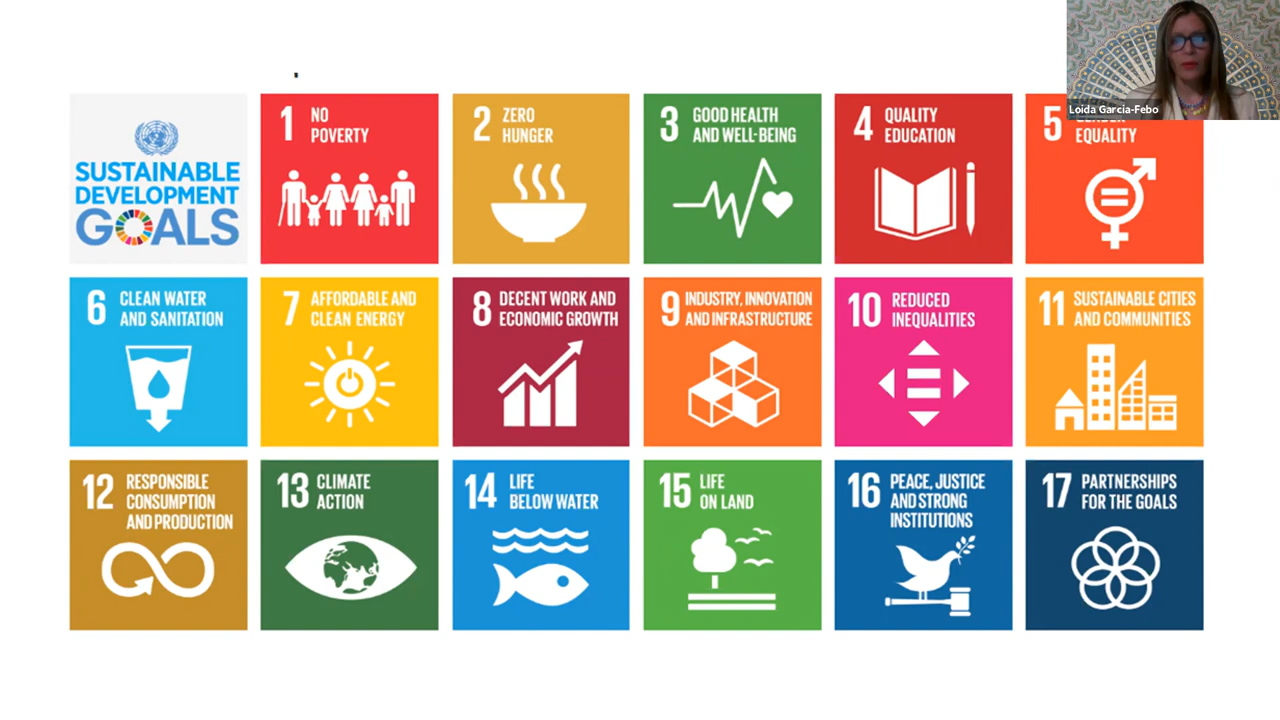 Loida Garcia-Febo
SUSTAINABLE
DEVELOPMENT
GOALS
1 NO
POVERTY
2 ZERO
HUNGER
3 GOOD HEALTH
AND WELL-BEING
4 QUALITY
EDUCATION
5
EQUALITY
6 CLEAN WATER
AND SANITATION
7 AFFORDABLE AND
CLEAN ENERGY
8 DECENT WORK AND
ECONOMIC GROWTH
9 INDUSTRY, INNOVATION
AND INFRASTRUCTURE
10 REDUCED
INEQUALITIES
11 SUSTAINABLE CITIES
AND COMMUNITIES
12 RESPONSIBLE
CONSUMPTION
AND PRODUCTION
13 CLIMATE
ACTION
14 LIFE
BELOW WATER
15 LIFE
ON LAND
16 PEACE, JUSTICE
AND STRONG
INSTITUTIONS
17 PARTNERSHIPS
FOR THE GOALS